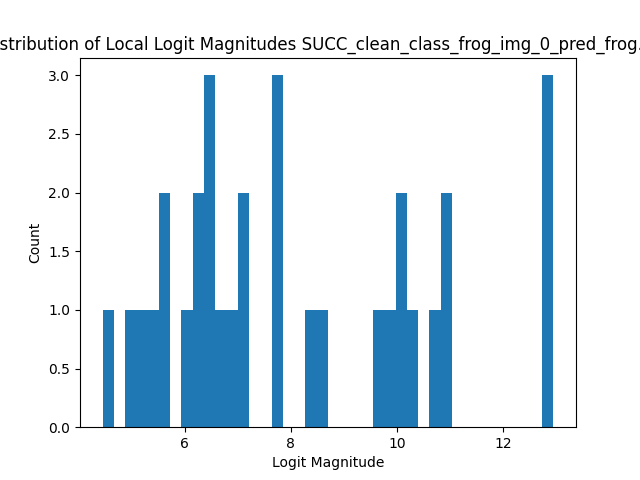 stribution of Local Logit Magnitudes SUCC_clean_class_frog_img_0_pred_frog.
3.0
2.5
2.0
1.5
1.0
0.5
0.0
Count
6 8 10 12
Logit Magnitude